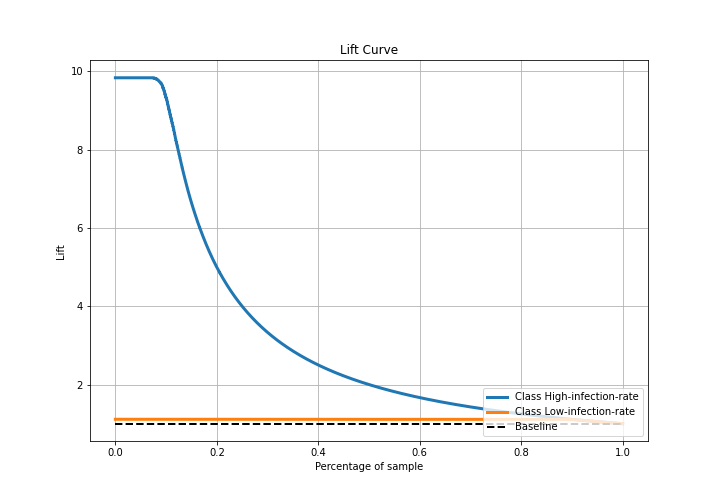 Lift Curve
10
8
6
4
2
Lift
0.0 0.2 0.4 0.6 0.8 1.0
Percentage of sample
Class High-infection-rate
Class Low-infection-rate
Baseline